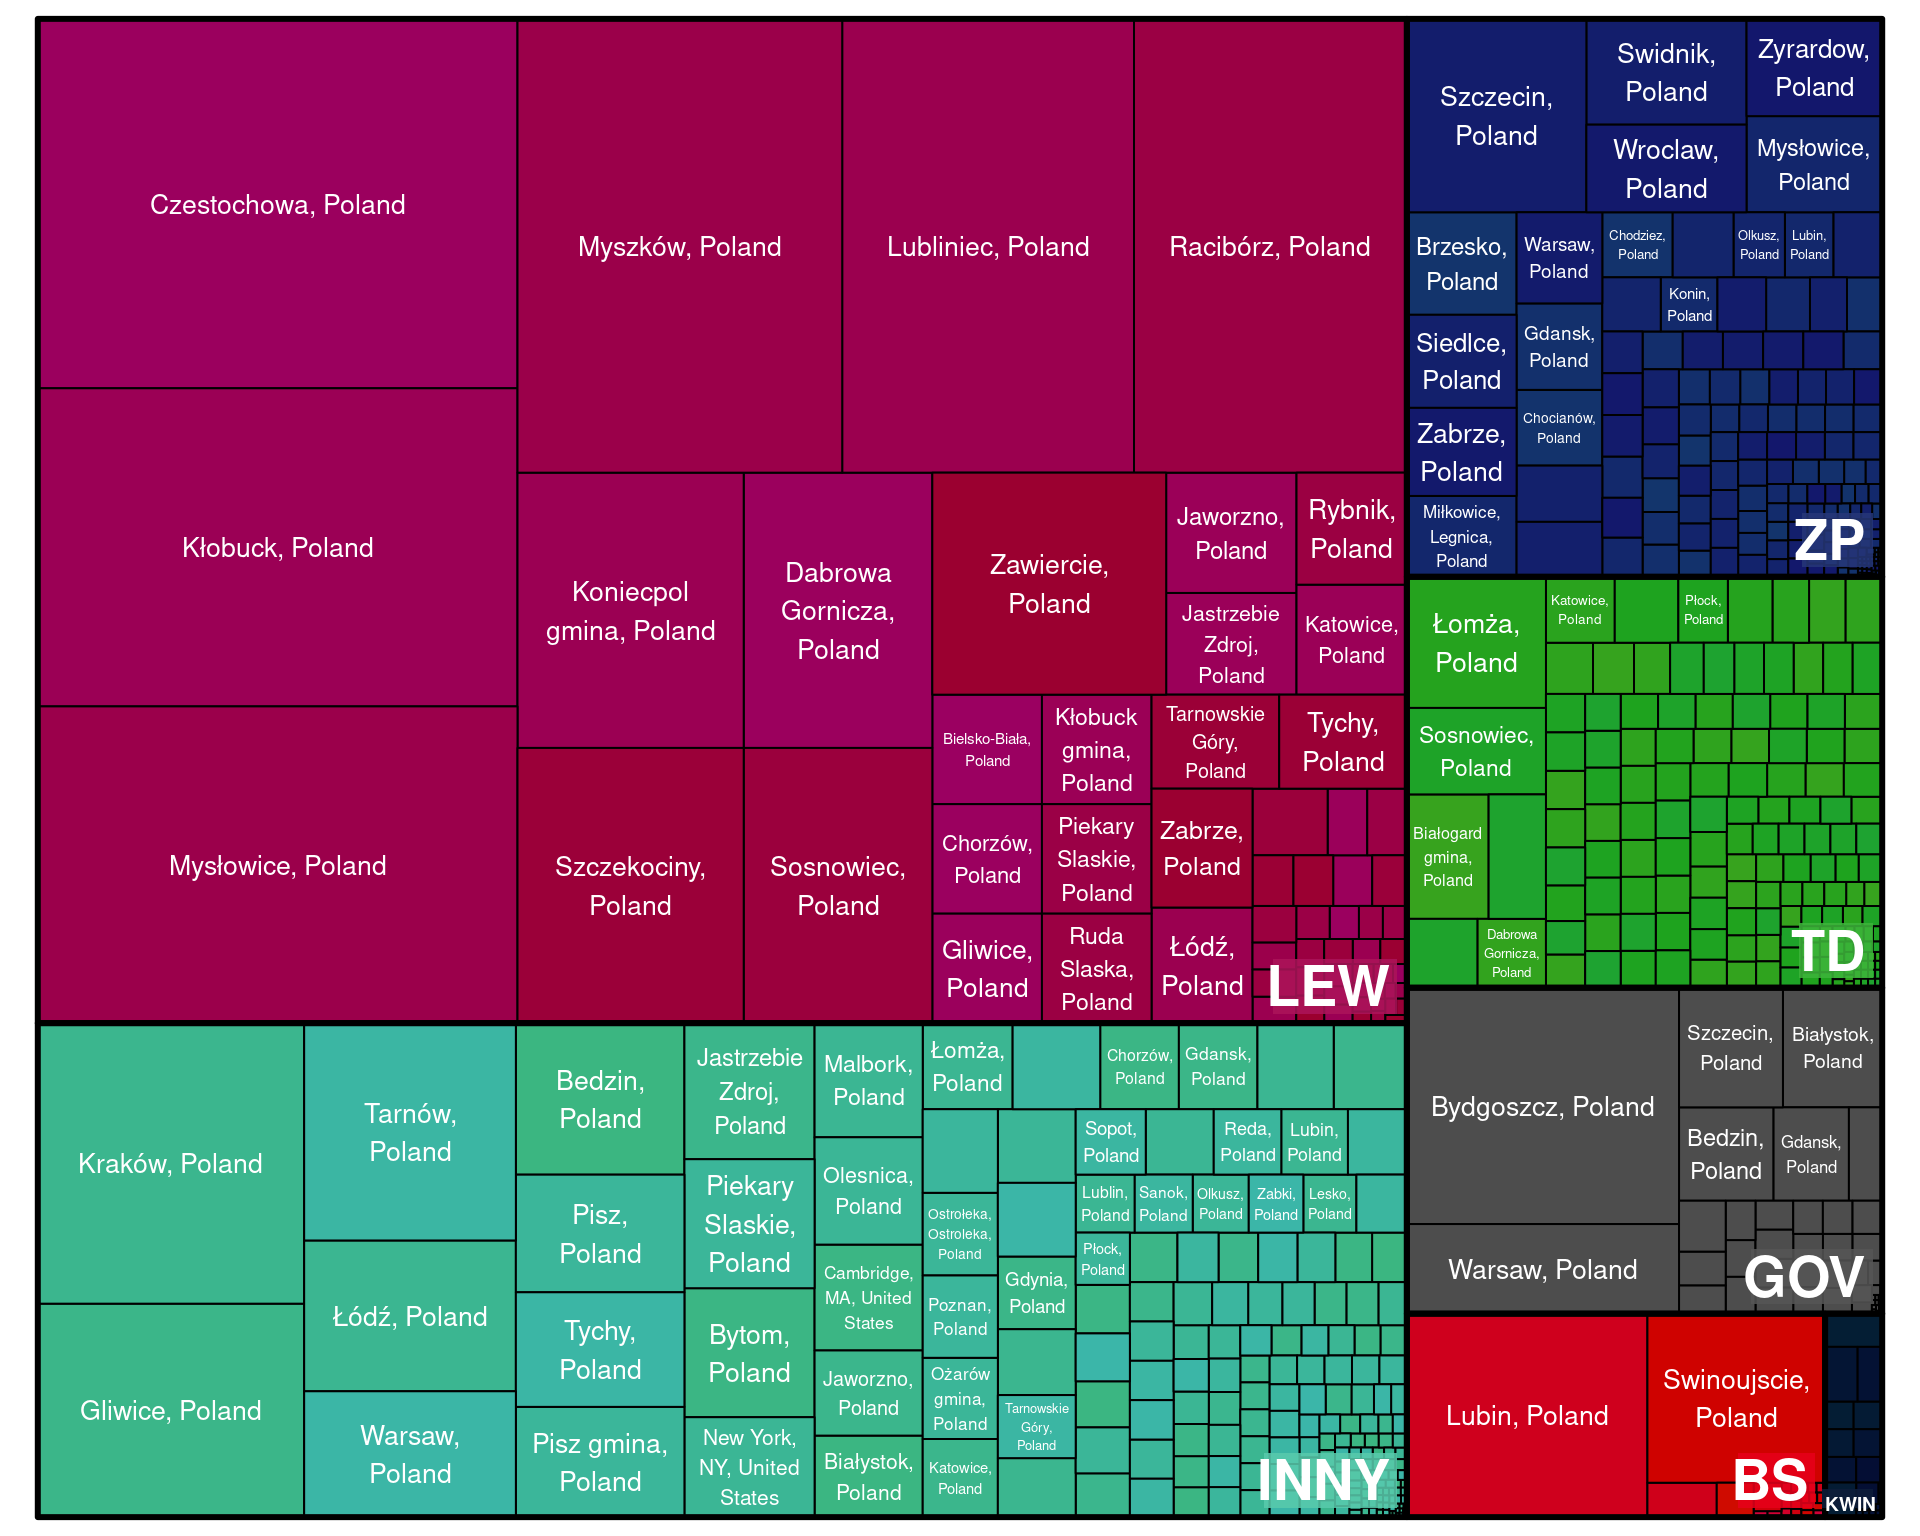 Czestochowa, Poland
Kłobuck, Poland
Mysłowice, Poland
Myszków, Poland
Lubliniec, Poland
Racibórz, Poland
Koniecpol
gmina, Poland
Dabrowa
Gornicza,
Poland
Szczekociny,
Poland
Sosnowiec,
Poland
Zawiercie,
Poland
Jaworzno,
Poland
Rybnik,
Poland
Jastrzebie
Zdroj,
Poland
Katowice,
Poland
Bielsko-Biała,
Poland
Kłobuck
gmina,
Poland
Tarnowskie
Góry,
Poland
Tychy,
Poland
Chorzów,
Poland
Piekary
Slaskie,
Poland
Zabrze,
Poland
Gliwice,
Poland
Ruda
Slaska,
Poland
Łódź,
Poland
LEW
Kraków, Poland
Gliwice, Poland
Tarnów,
Poland
Łódź, Poland
Warsaw,
Poland
Bedzin,
Poland
Pisz,
Poland
Tychy,
Poland
Pisz gmina,
Poland
Jastrzebie
Zdroj,
Poland
Piekary
Slaskie,
Poland
Bytom,
Poland
New York,
NY, United
States
Malbork,
Poland
Olesnica,
Poland
Cambridge,
MA, United
States
Jaworzno,
Poland
Białystok,
Poland
Łomża,
Poland
Chorzów,
Poland
Gdansk,
Poland
Ostrołeka,
Ostroleka,
Poland
Poznan,
Poland
Ożarów
gmina,
Poland
Katowice,
Poland
Gdynia,
Poland
Tarnowskie
Góry,
Poland
Sopot,
Poland
Reda,
Poland
Lubin,
Poland
Lublin,
Poland
Sanok,
Poland
Olkusz,
Poland
Zabki,
Poland
Lesko,
Poland
Płock,
Poland
INNY
Szczecin,
Poland
Swidnik,
Poland
Zyrardow,
Poland
Wroclaw,
Poland
Mysłowice,
Poland
Brzesko,
Poland
Siedlce,
Poland
Zabrze,
Poland
Miłkowice,
Legnica,
Poland
Warsaw,
Poland
Gdansk,
Poland
Chocianów,
Poland
Chodziez,
Poland
Olkusz,
Poland
Lubin,
Poland
Konin,
Poland
ZP
Łomża,
Poland
Sosnowiec,
Poland
Białogard
gmina,
Poland
Dabrowa
Gornicza,
Poland
Katowice,
Poland
Płock,
Poland
TD
Bydgoszcz, Poland
Warsaw, Poland
Szczecin,
Poland
Białystok,
Poland
Bedzin,
Poland
Gdansk,
Poland
GOV
Lubin, Poland
Swinoujscie,
Poland
BS
KWIN